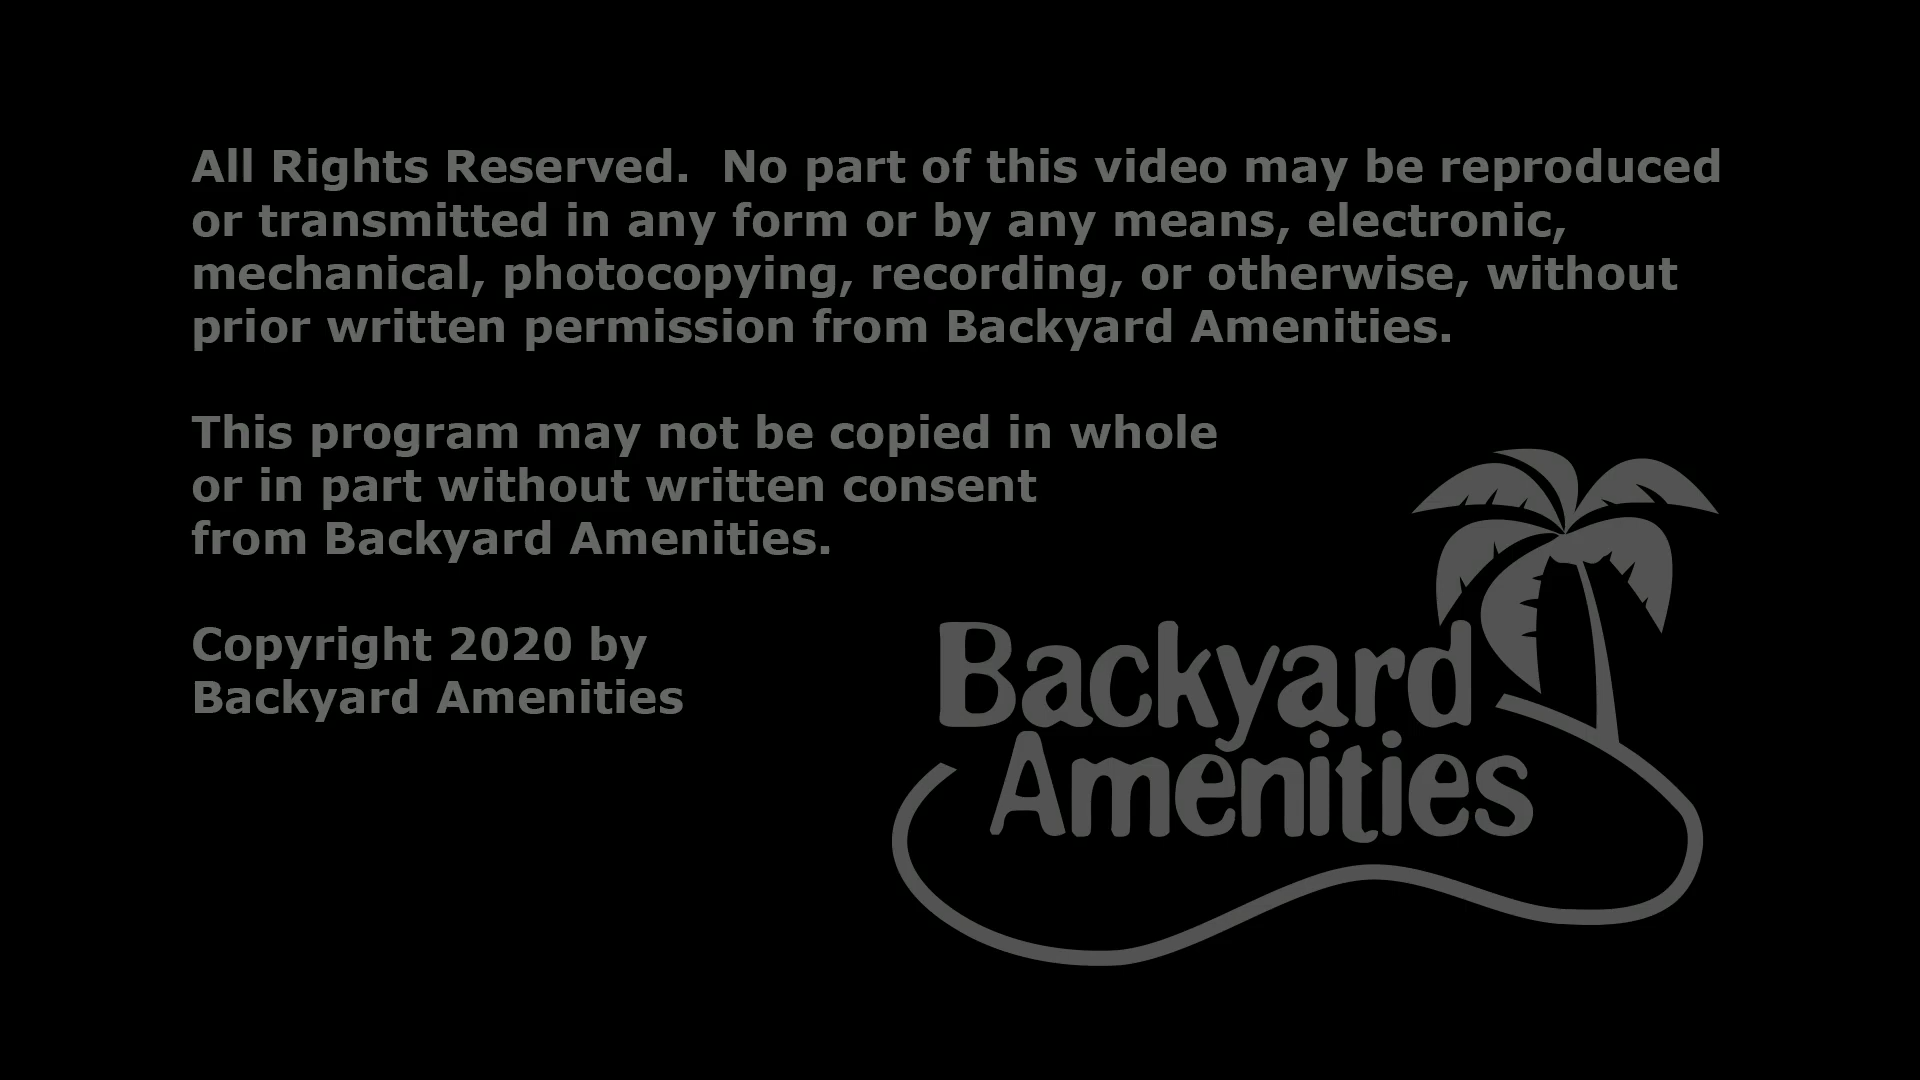 All Rights Reserved.  No part of this video may be reproduced
or transmitted in any form or by any means, electronic,
mechanical, photocopying, recording, or otherwise, without
prior written permission from Backyard Amenities.
This program may not be copied in whole
or in part without written consent
from Backyard Amenities.
Copyright 2020 by
Backyard Amenities
Backyard
Amenities